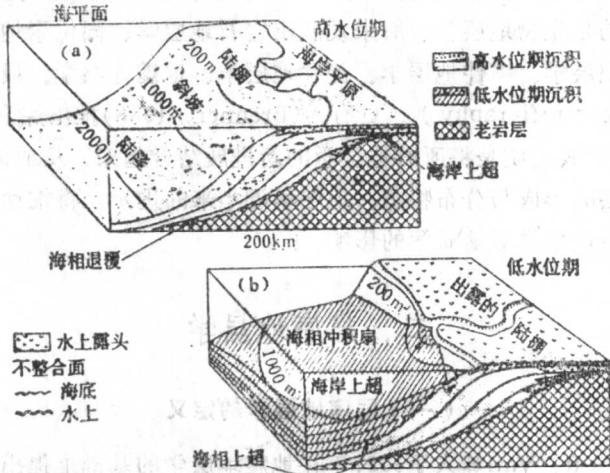 海平面
高水位期
(a)
200m
陆棚
海岸平原
斜坡
1000m
陆隆
2000m
高水位期沉积
低水位期沉积
老岩层
海岸上超
200km
海相退覆
(b)
低水位期
200m
出露的
陆棚
海相冲积扇
1000m
海岸上超
海相上超
水上露头
不整合面
海底
水上